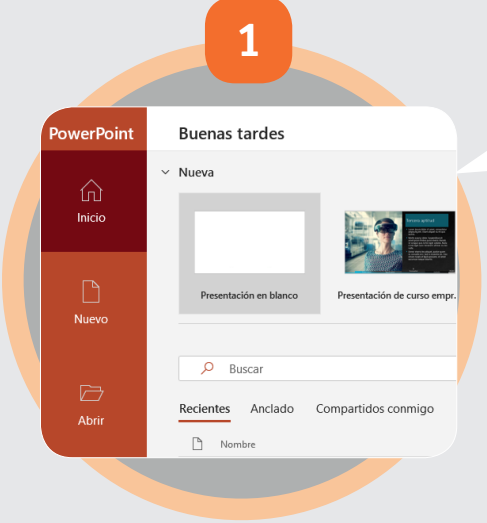 1
PowerPoint
Buenas tardes
Nueva
Inicio
Presentación en blanco
Presentación de curso empr.
Nuevo
Buscar
Recientes Anclado Compartidos conmigo
Abrir
Nombre